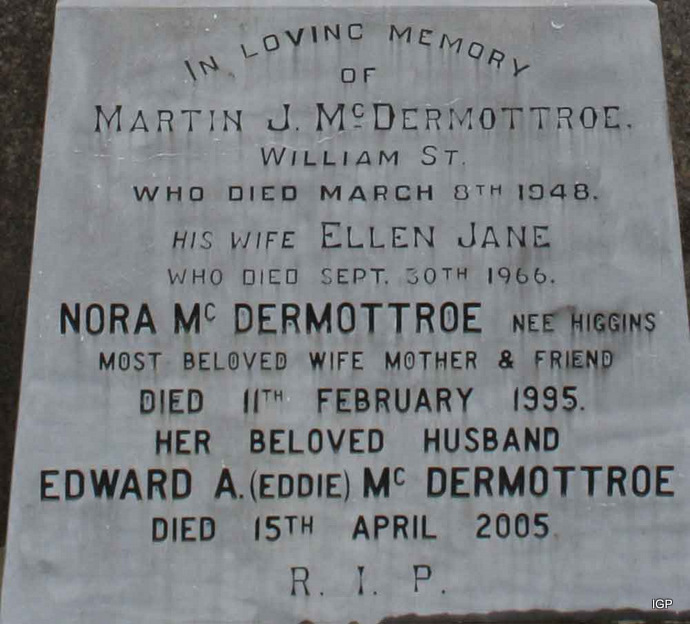 IN LOVING MEMORY
OF
MARTIN J. McDERMOTTROE.
WILLIAM ST.
WHO DIED MARCH 8TH 1948.
HIS WIFE ELLEN JANE
WHO DIED SEPT. 30TH 1966.
NORA Mc DERMOTTROE NEE HIGGINS
MOST BELOVED WIFE MOTHER & FRIEND
DIED 11TH FEBRUARY 1995.
HER BELOVED HUSBAND
EDWARD A. (EDDIE) Mc DERMOTTROE
DIED 15TH APRIL 2005
R. I. P.
IGP